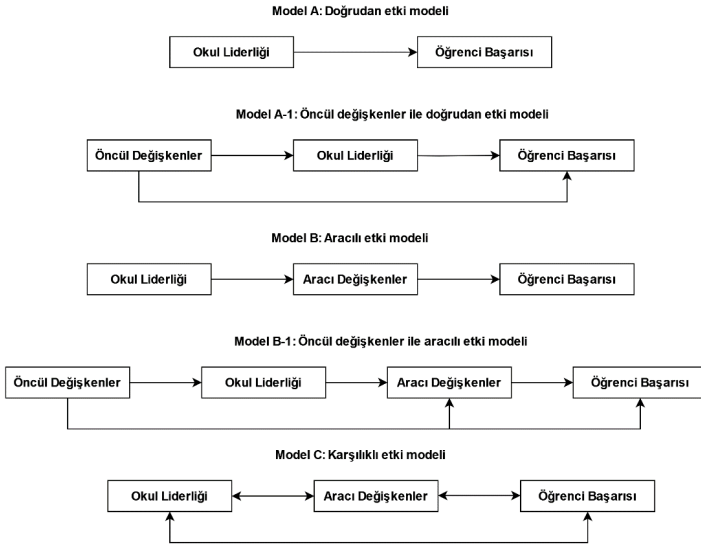 Model A: Doğrudan etki modeli
Okul Liderliği
Öğrenci Başarısı
Model A-1: Öncül değişkenler ile doğrudan etki modeli
Öncül Değişkenler
Okul Liderliği
Öğrenci Başarısı
Model B: Aracılı etki modeli
Okul Liderliği
Aracı Değişkenler
Öğrenci Başarısı
Model B-1: Öncül değişkenler ile aracılı etki modeli
Öncül Değişkenler
Okul Liderliği
Aracı Değişkenler
Öğrenci Başarısı
Model C: Karşılıklı etki modeli
Okul Liderliği
Aracı Değişkenler
Öğrenci Başarısı